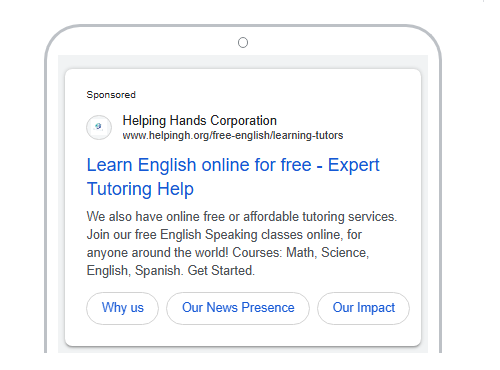 Sponsored
Helping Hands Corporation
www.helpingh.org/free-english/learning-tutors
Learn English online for free - Expert
Tutoring Help
We also have online free or affordable tutoring services.
Join our free English Speaking classes online, for
anyone around the world! Courses: Math, Science,
English, Spanish. Get Started.
Why us
Our News Presence
Our Impact